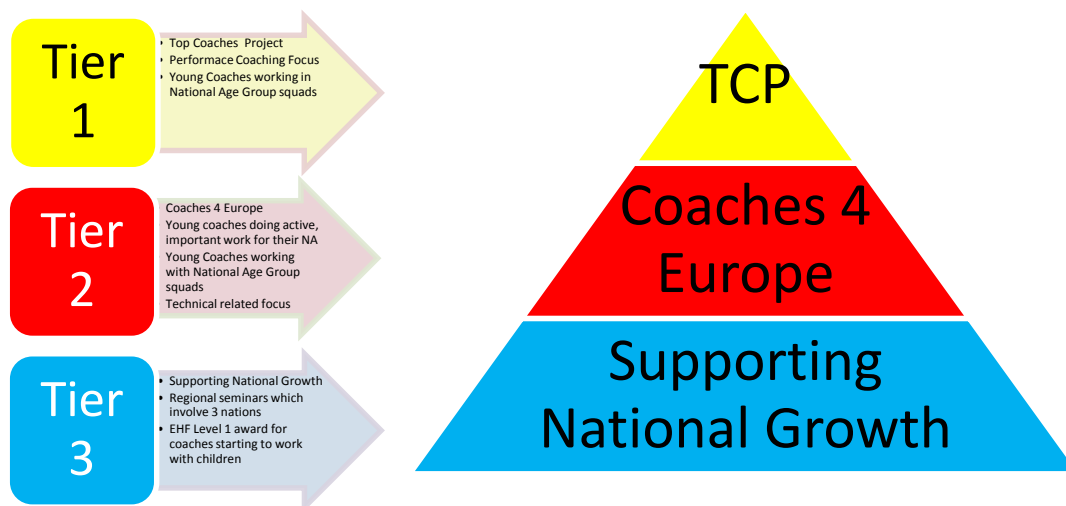 Tier
1
• Top Coaches Project
• Performace Coaching Focus
• Young Coaches working in
National Age Group squads
Tier
2
Coaches 4 Europe
Young coaches doing active,
important work for their NA
Young Coaches working
with National Age Group
squads
Technical related focus
Tier
3
• Supporting National Growth
• Regional seminars which
involve 3 nations
• EHF Level 1 award for
coaches starting to work
with children
TCP
Coaches 4
Europe
Supporting
National Growth